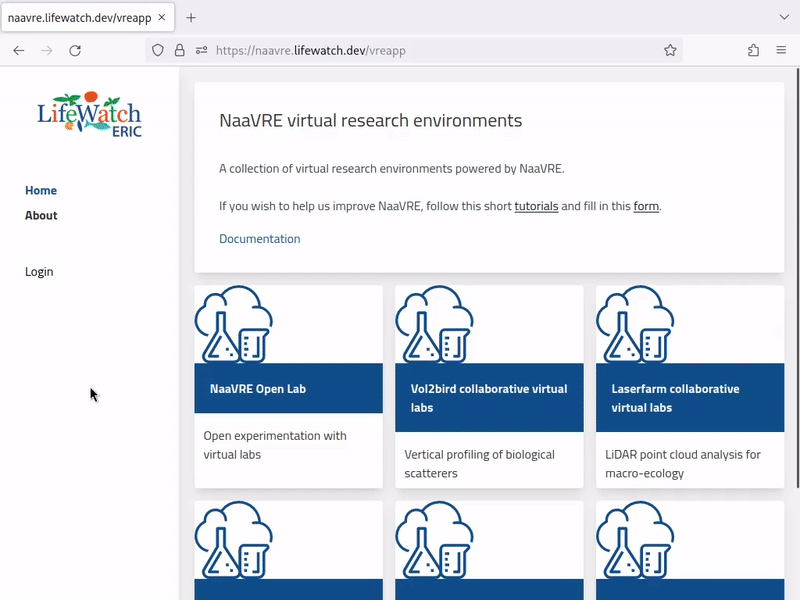 naavre.lifewatch.dev/vreapp
https://naavre.lifewatch.dev/vreapp
LifeWatch
ERIC
Home
About
Login
NaaVRE virtual research environments
A collection of virtual research environments powered by NaaVRE.
If you wish to help us improve NaaVRE, follow this short tutorials and fill in this form.
Documentation
NaaVRE Open Lab
Open experimentation with
virtual labs
Vol2bird collaborative virtual
labs
Vertical profiling of biological
scatterers
Laserfarm collaborative
virtual labs
LiDAR point cloud analysis for
macro-ecology